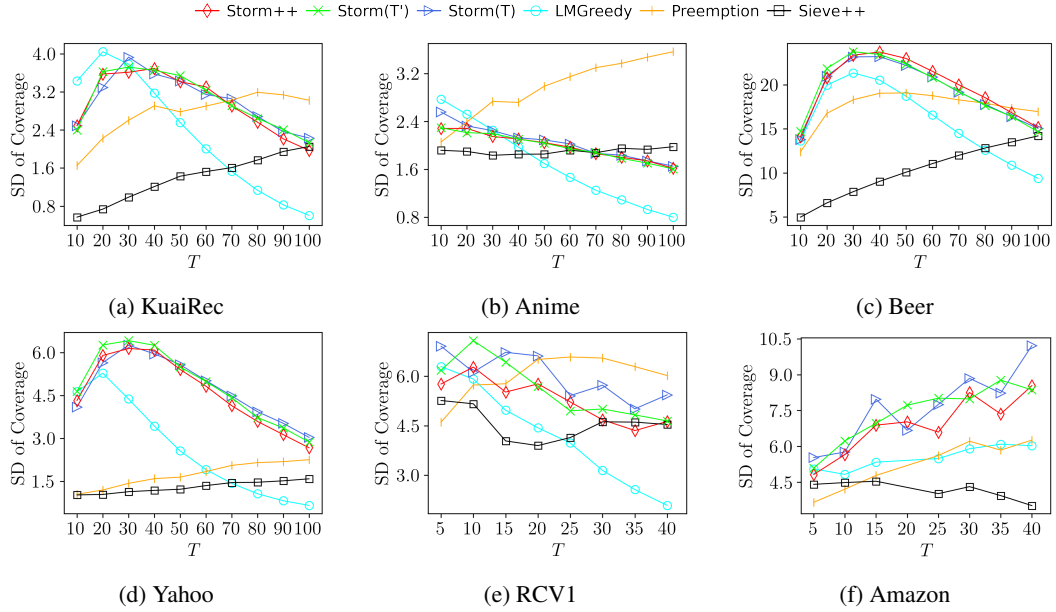 Storm++ Storm(T') Storm(T) LMGreedy Preemption Sieve++
SD of Coverage
4.0
3.2
2.4
1.6
0.8
10 20 30 40 50 60 70 80 90 100
T
(a) KuaiRec
SD of Coverage
3.2
2.4
1.6
0.8
10 20 30 40 50 60 70 80 90 100
T
(b) Anime
SD of Coverage
20
15
10
5
10 20 30 40 50 60 70 80 90 100
T
(c) Beer
SD of Coverage
6.0
4.5
3.0
1.5
10 20 30 40 50 60 70 80 90 100
T
(d) Yahoo
SD of Coverage
6.0
4.5
3.0
5 10 15 20 25 30 35 40
T
(e) RCV1
SD of Coverage
10.5
9.0
7.5
6.0
4.5
5 10 15 20 25 30 35 40
T
(f) Amazon